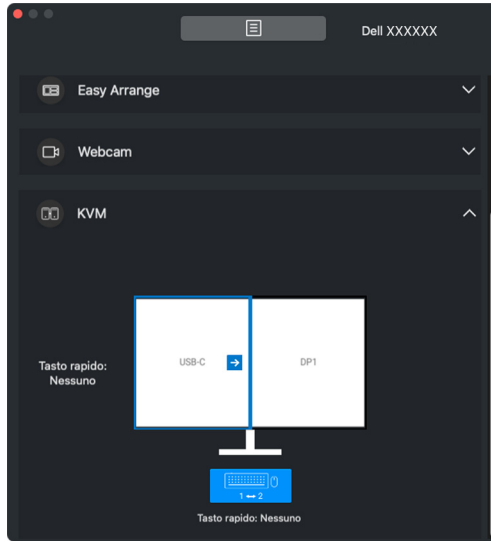 Dell XXXXXX
Easy Arrange
Webcam
KVM
USB-C
DP1
Tasto rapido:
Nessuno
1 ↔ 2
Tasto rapido: Nessuno